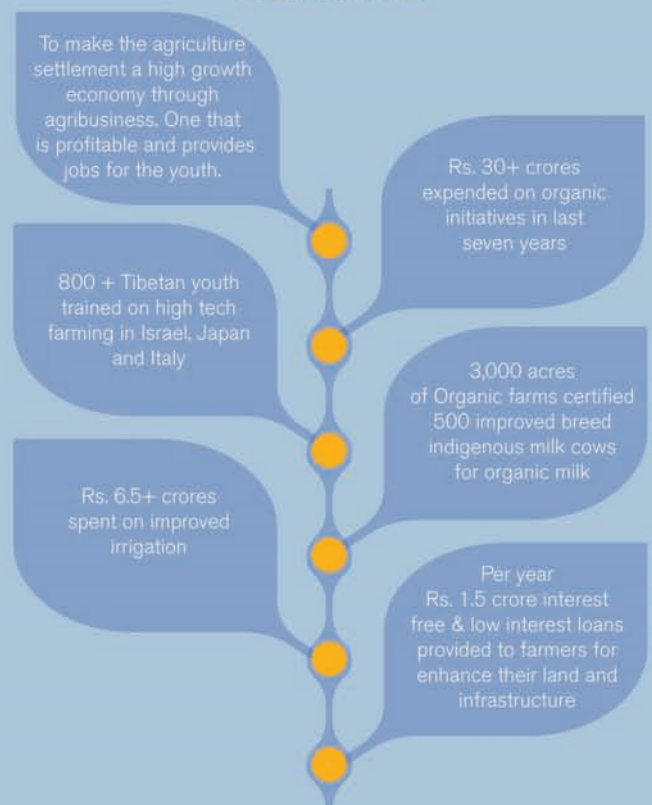 To make the agriculture
settlement a high growth
economy through
agribusiness. One that
is profitable and provides
jobs for the youth.
Rs. 30+ crores
expended on organic
initiatives in last
seven years
800 + Tibetan youth
trained on high tech
farming in Israel, Japan
and Italy
3,000 acres
of Organic farms certified
500 improved breed
indigenous milk cows
for organic milk
Rs. 6.5+ crores
spent on improved
irrigation
Per year
Rs. 1.5 crore interest
free & low interest loans
provided to farmers for
enhance their land and
infrastructure